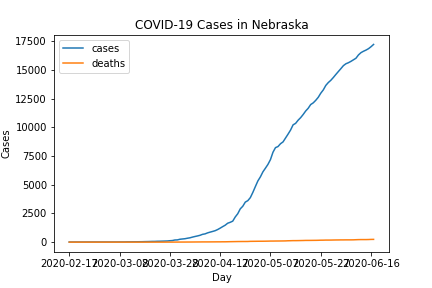 COVID-19 Cases in Nebraska
cases
deaths
17500
15000
12500
10000
7500
5000
2500
0
Cases
2020-02-17 2020-03-08 2020-03-28 2020-04-17 2020-05-07 2020-05-27 2020-06-16
Day